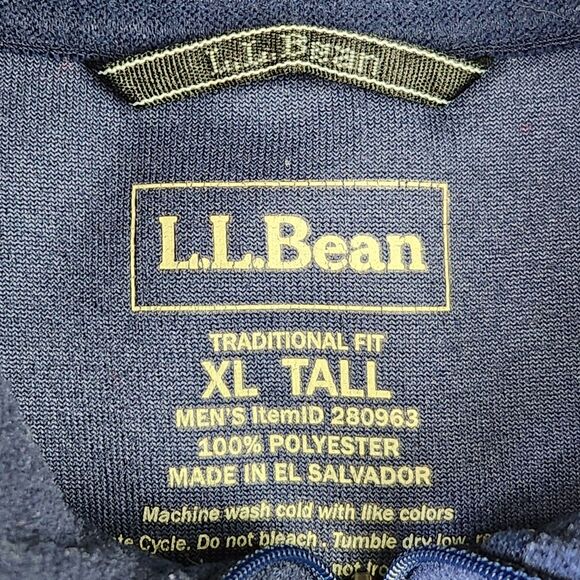 L.L. Bean
L.L.Bean
TRADITIONAL FIT
XL TALL
MEN'S ItemID 280963
100% POLYESTER
MADE IN EL SALVADOR
Machine wash cold with like colors
Cycle. Do not bleach. Tumble dry low,
not